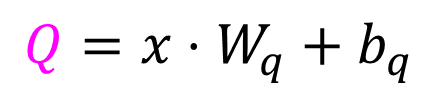 Q = x · W_q + b_q